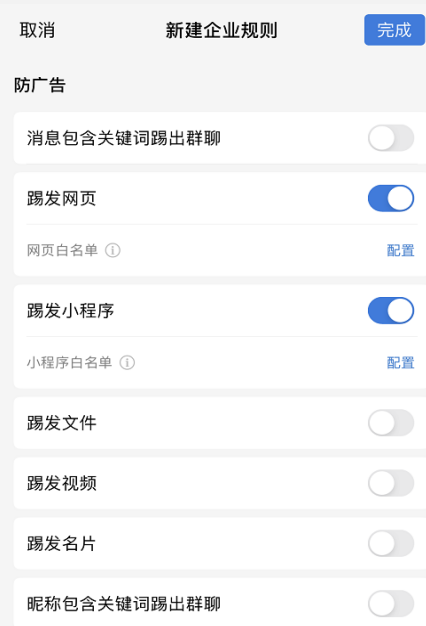 取消 新建企业规则 完成
防广告
消息包含关键词踢出群聊
踢发网页
网页白名单 配置
踢发小程序
小程序白名单 配置
踢发文件
踢发视频
踢发名片
昵称包含关键词踢出群聊